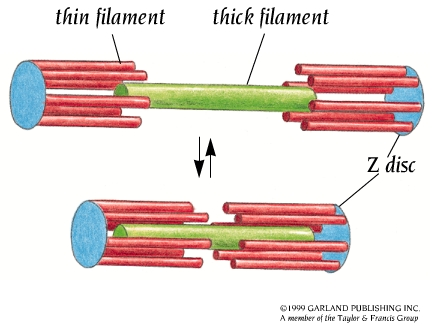 thin filament
thick filament
Z disc
©1999 GARLAND PUBLISHING INC.
A member of the Taylor & Francis Group